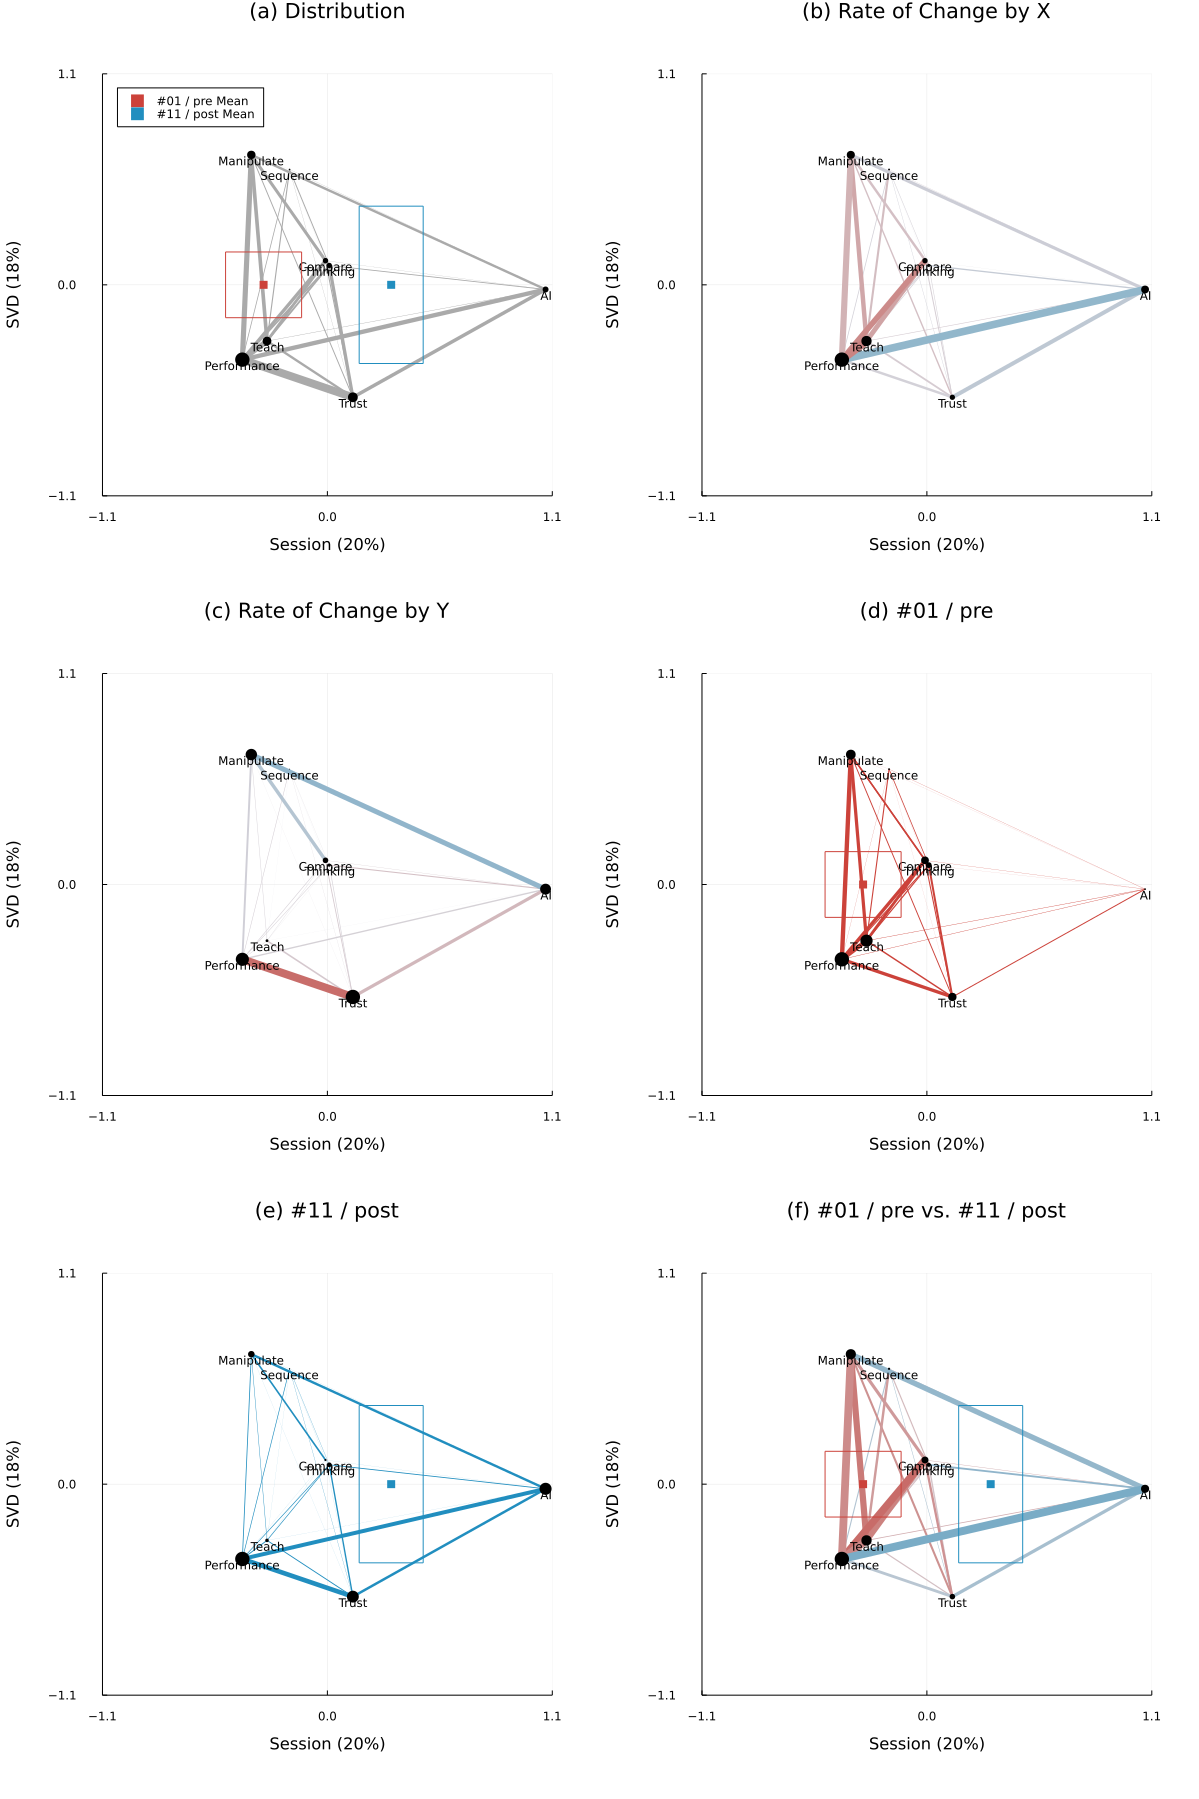 (a) Distribution
1.1
#01 / pre Mean
#11 / post Mean
Manipulate
Sequence
Compare
Thinking
SVD (18%)
0.0
AI
Teach
Performance
Trust
−1.1
−1.1
0.0
1.1
Session (20%)
(b) Rate of Change by X
1.1
Manipulate
Sequence
Compare
Thinking
SVD (18%)
0.0
AI
Teach
Performance
Trust
−1.1
−1.1
0.0
1.1
Session (20%)
(c) Rate of Change by Y
1.1
Manipulate
Sequence
Compare
Thinking
SVD (18%)
0.0
AI
Teach
Performance
Trust
−1.1
−1.1
0.0
1.1
Session (20%)
(d) #01 / pre
1.1
Manipulate
Sequence
Compare
Thinking
SVD (18%)
0.0
AI
Teach
Performance
Trust
−1.1
−1.1
0.0
1.1
Session (20%)
(e) #11 / post
1.1
Manipulate
Sequence
Compare
Thinking
SVD (18%)
0.0
AI
Teach
Performance
Trust
−1.1
−1.1
0.0
1.1
Session (20%)
(f) #01 / pre vs. #11 / post
1.1
Manipulate
Sequence
Compare
Thinking
SVD (18%)
0.0
AI
Teach
Performance
Trust
−1.1
−1.1
0.0
1.1
Session (20%)